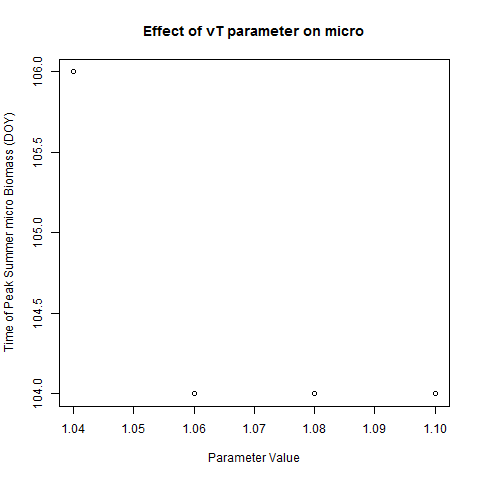 Effect of vT parameter on micro
Time of Peak Summer micro Biomass (DOY)
106.0
105.5
105.0
104.5
104.0
1.04 1.05 1.06 1.07 1.08 1.09 1.10
Parameter Value